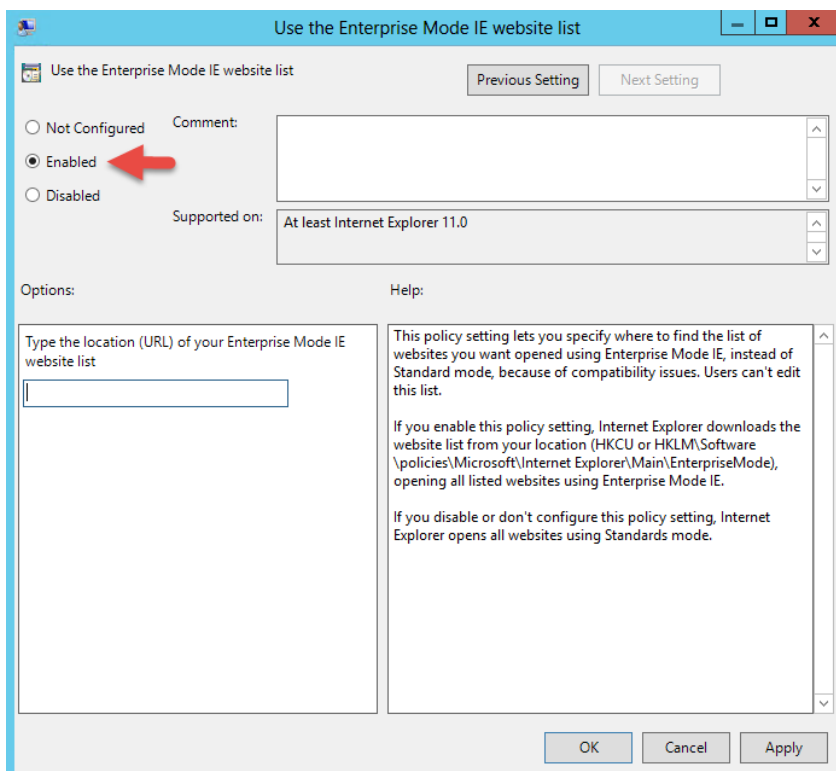 Use the Enterprise Mode IE website list
Use the Enterprise Mode IE website list
Previous Setting
Next Setting
Not Configured
Comment:
Enabled
Disabled
Supported on:
At least Internet Explorer 11.0
Options:
Help:
Type the location (URL) of your Enterprise Mode IE
website list
This policy setting lets you specify where to find the list of
websites you want opened using Enterprise Mode IE, instead of
Standard mode, because of compatibility issues. Users can't edit
this list.
If you enable this policy setting, Internet Explorer downloads the
website list from your location (HKCU or HKLM\Software
\policies\Microsoft\Internet Explorer\Main\EnterpriseMode),
opening all listed websites using Enterprise Mode IE.
If you disable or don't configure this policy setting, Internet
Explorer opens all websites using Standards mode.
OK
Cancel
Apply